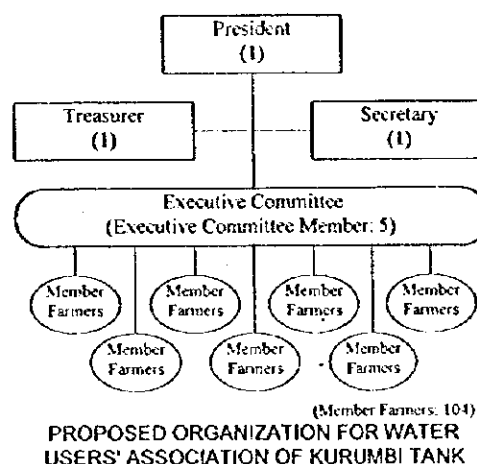 President
(1)
Treasurer
(1)
Secretary
(1)
Executive Committee
(Executive Committee Member: 5)
Member
Farmers
Member
Farmers
Member
Farmers
Member
Farmers
Member
Farmers
Member
Farmers
Member
Farmers
(Member Farmers: 104)
PROPOSED ORGANIZATION FOR WATER
USERS' ASSOCIATION OF KURUMBI TANK